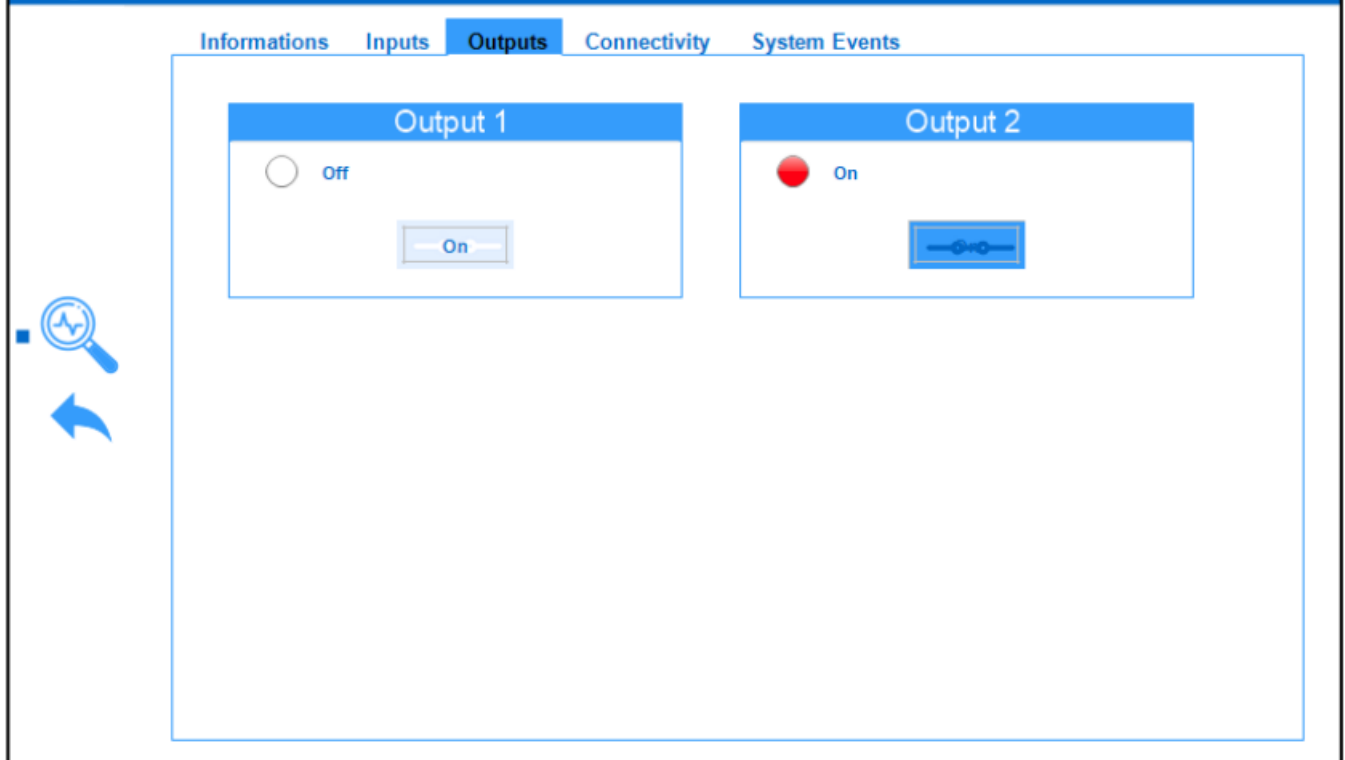 Informations Inputs Outputs Connectivity System Events
Output 1 Output 2
Off On
On